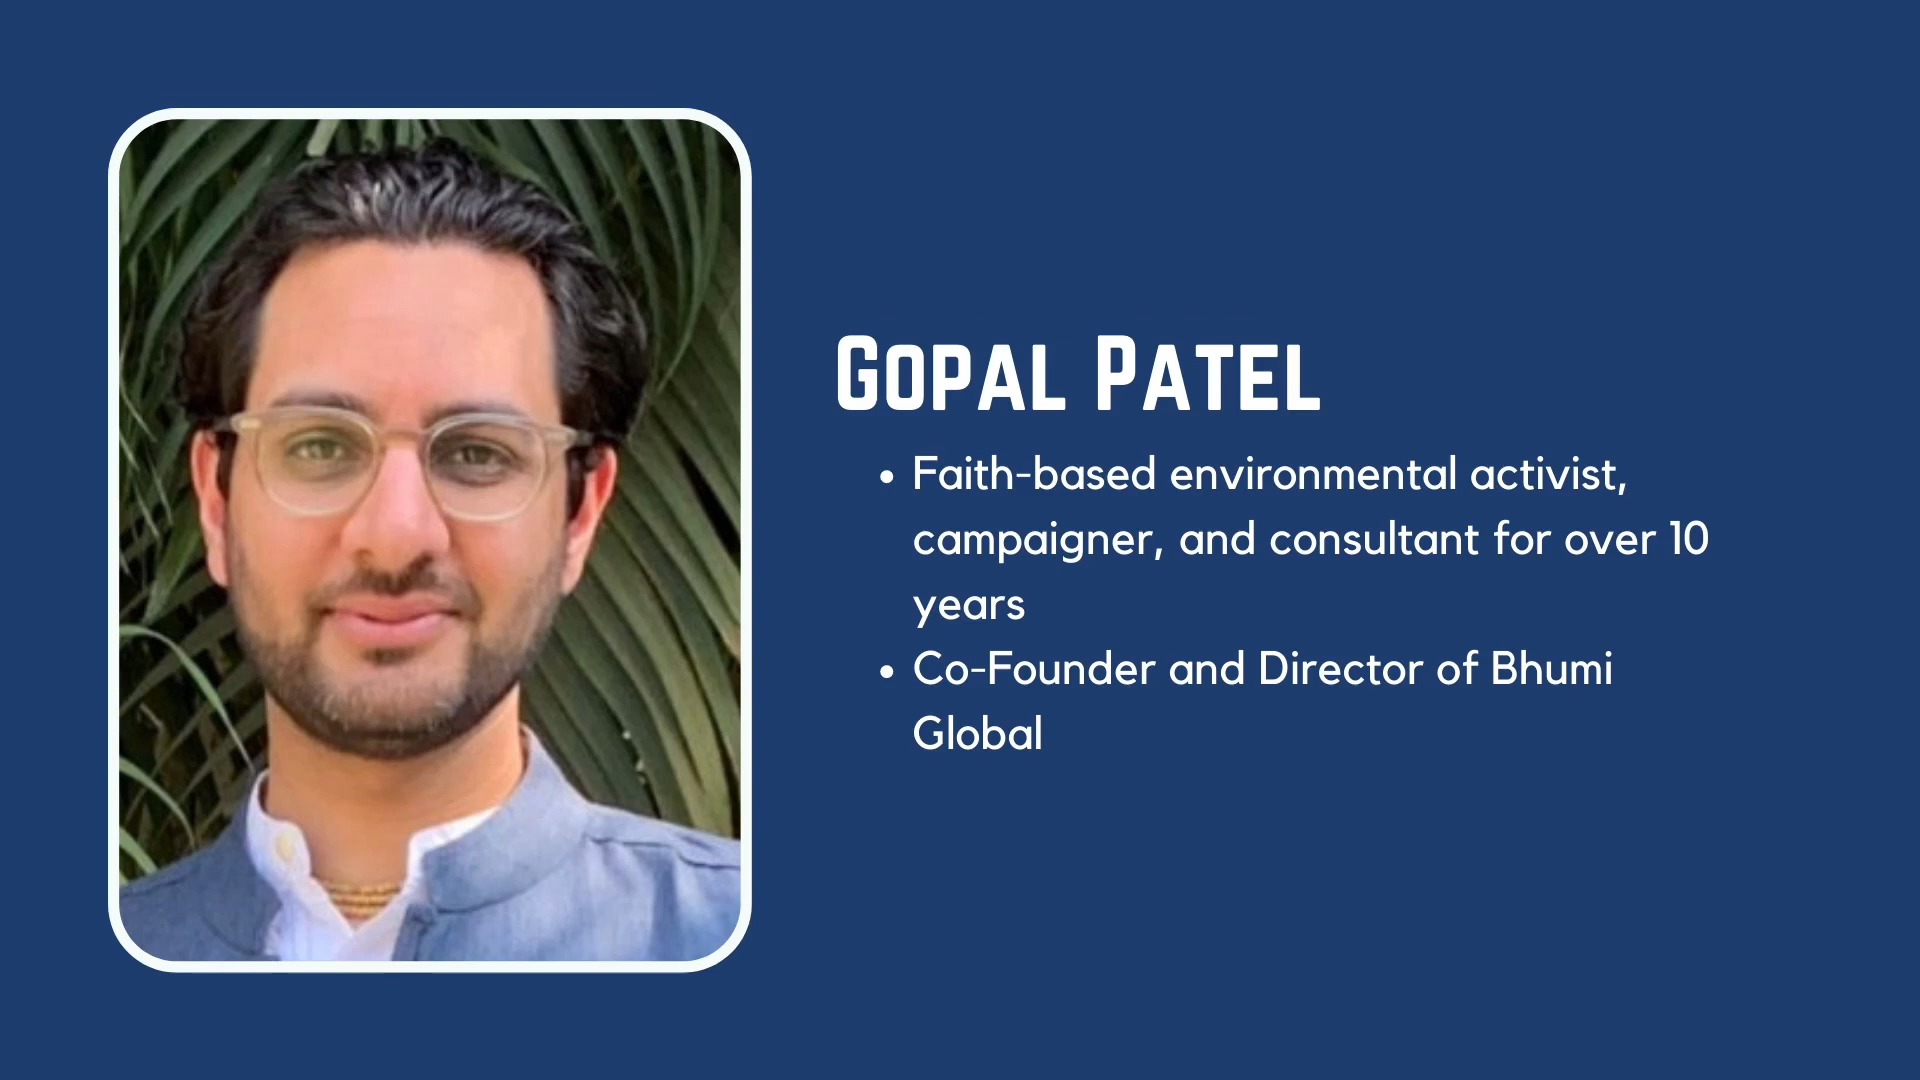 Gopal Patel
• Faith-based environmental activist,
campaigner, and consultant for over 10
years
• Co-Founder and Director of Bhumi
Global